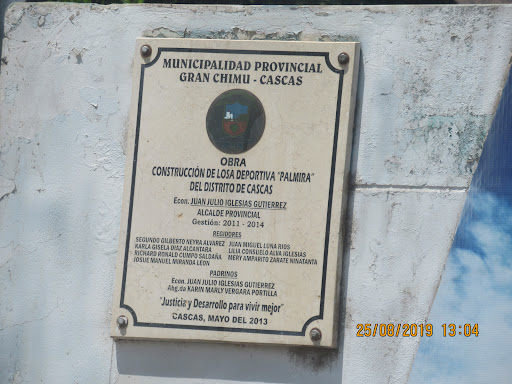 MUNICIPALIDAD PROVINCIAL
GRAN CHIMU - CASCAS
OBRA
CONSTRUCCIÓN DE LOSA DEPORTIVA "PALMIRA"
DEL DISTRITO DE CASCAS
Econ. JUAN JULIO IGLESIAS GUTIERREZ
ALCALDE PROVINCIAL
Gestión: 2011 - 2014
REGIDORES
SEGUNDO GILBERTO NEYRA ALVAREZ JUAN MIGUEL LUNA RIOS
KARLA GISELA DIAZ ALCANTARA LILIA CONSUELO ALVA IGLESIAS
RICHARD RONALD CUMPO SALDAÑA MERY AMPARITO ZARATE NINATANTA
JOSUE MANUEL MIRANDA LEON
PADRINOS
Econ. JUAN JULIO IGLESIAS GUTIERREZ
Abg.da KARIN MARLY VERGARA PORTILLA
"Justicia y Desarrollo para vivir mejor"
CASCAS, MAYO DEL 2013
25/08/2019 13:04